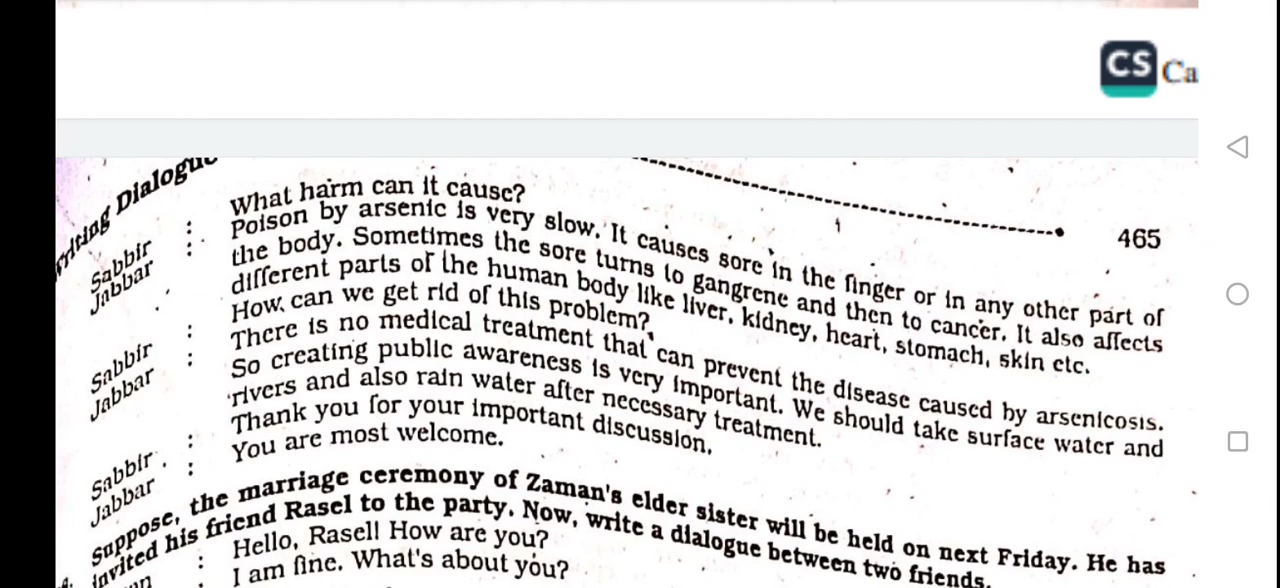 CS Ca
Writing Dialogue
465
Sabbir : What harm can it cause?
Jabbar : Poison by arsenic is very slow. It causes sore in the finger or in any other part of
the body. Sometimes the sore turns to gangrene and then to cancer. It also affects
different parts of the human body like liver, kidney, heart, stomach, skin etc.
Sabbir : How can we get rid of this problem?
Jabbar : There is no medical treatment that can prevent the disease caused by arsenicosis.
So creating public awareness is very important. We should take surface water and
rivers and also rain water after necessary treatment.
Sabbir : Thank you for your important discussion.
Jabbar : You are most welcome.
Suppose, the marriage ceremony of Zaman's elder sister will be held on next Friday. He has
invited his friend Rasel to the party. Now, write a dialogue between two friends.
: Hello, Rasel! How are you?
: I am fine. What's about you?